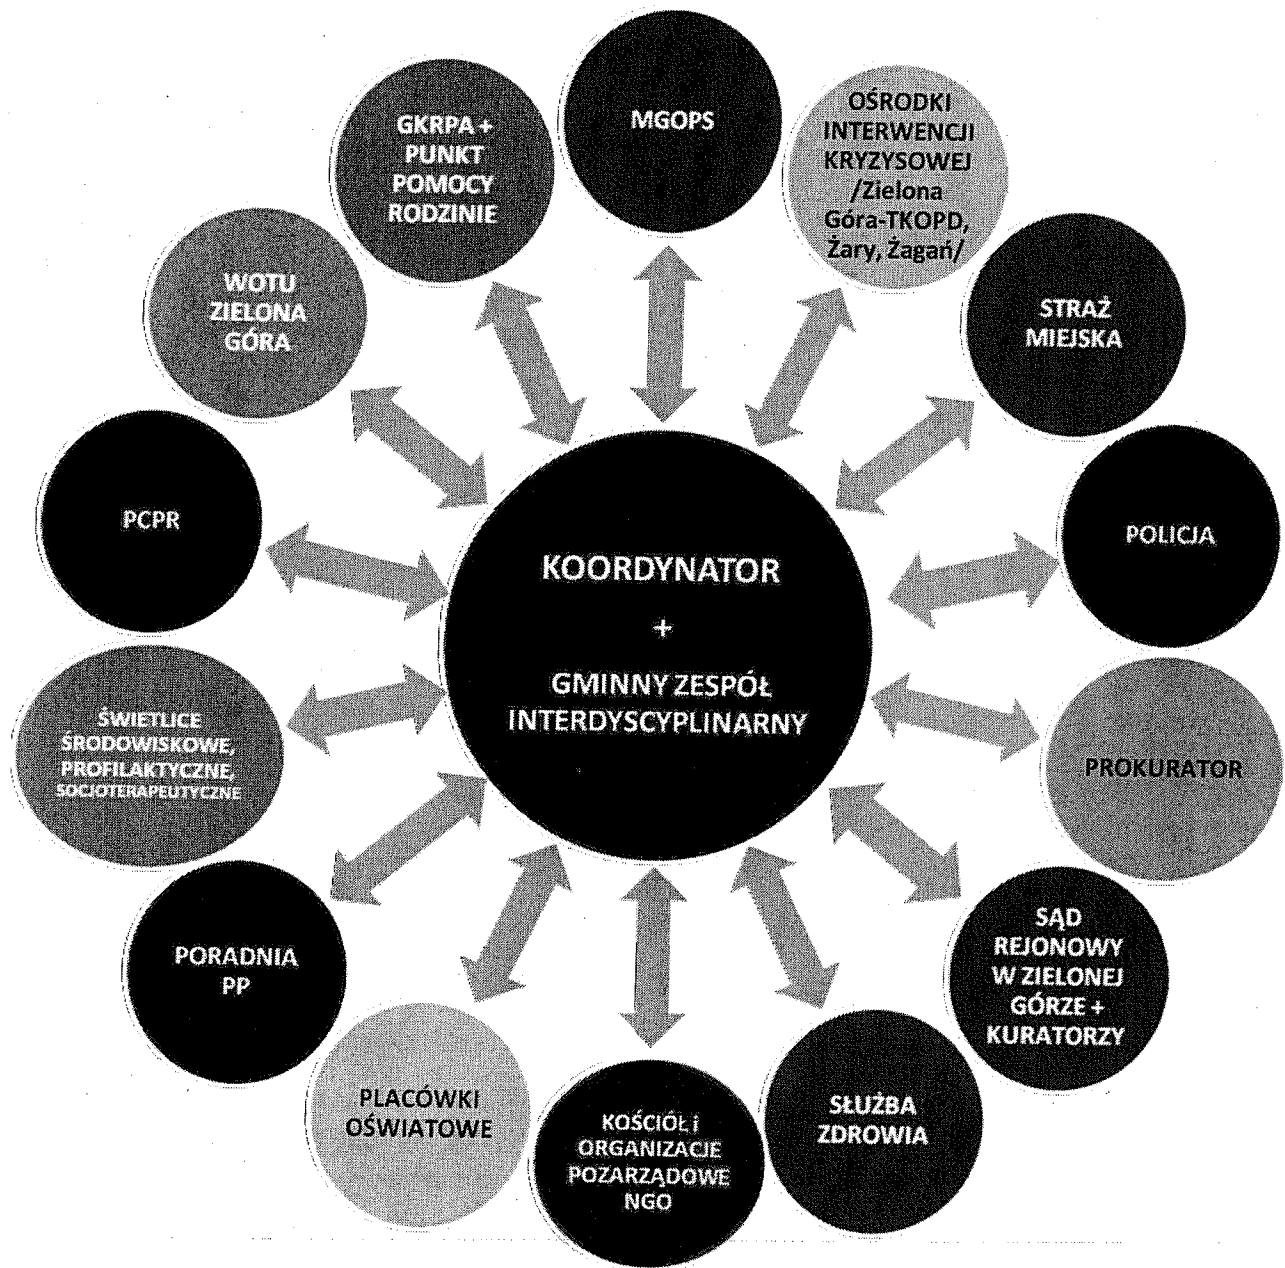 MGOPS
OŚRODKI
INTERWENCJI
KRYZYSOWEJ
/Zielona
Góra-TKOPD,
Żary, Żagań/
STRAŻ
MIEJSKA
POLICJA
PROKURATOR
SĄD
REJONOWY
W ZIELONEJ
GÓRZE +
KURATORZY
SŁUŻBA
ZDROWIA
KOŚCIÓŁ I
ORGANIZACJE
POZARZĄDOWE
NGO
PLACÓWKI
OŚWIATOWE
PORADNIA
PP
ŚWIETLICE
ŚRODOWISKOWE,
PROFILAKTYCZNE,
SOCJOTERAPEUTYCZNE
PCPR
WOTU
ZIELONA
GÓRA
GKRPA +
PUNKT
POMOCY
RODZINIE
KOORDYNATOR
+
GMINNY ZESPÓŁ
INTERDYSCYPLINARNY